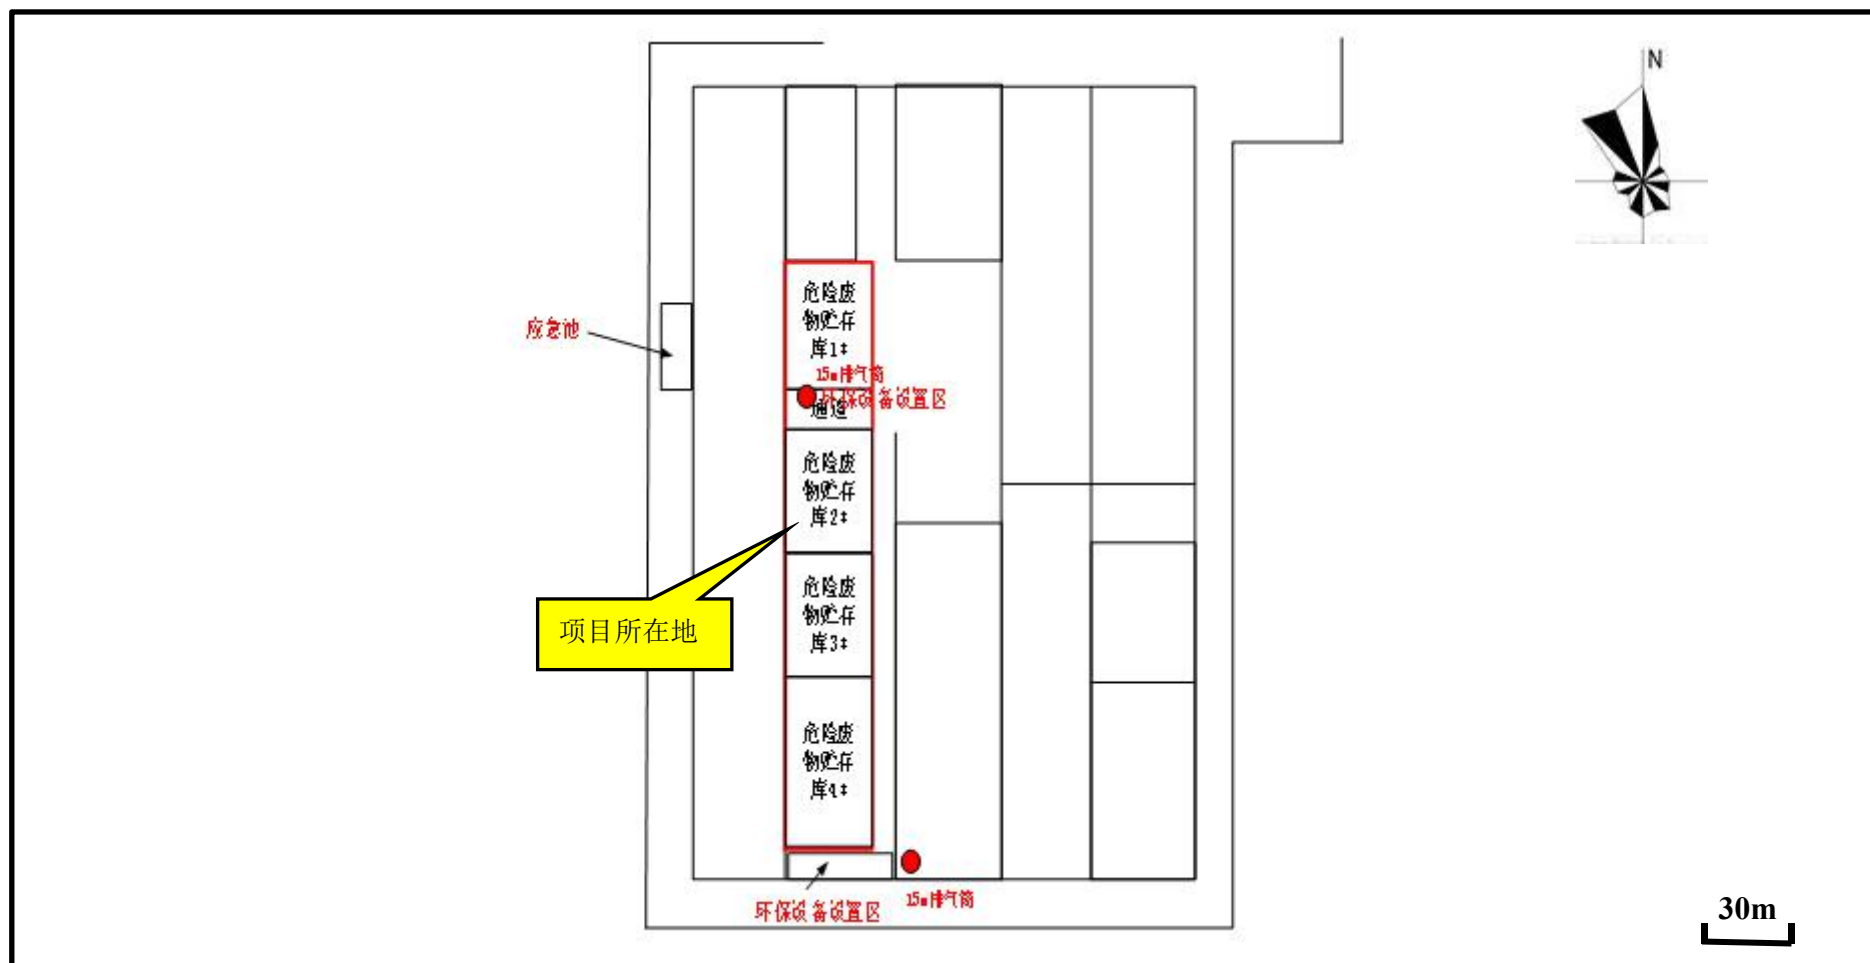 N
危险废
物贮存
库1#
应急池
15m排气筒
环保设备设置区
通道
危险废
物贮存
库2#
危险废
物贮存
库3#
项目所在地
危险废
物贮存
库4#
环保设备设置区
15m排气筒
30m